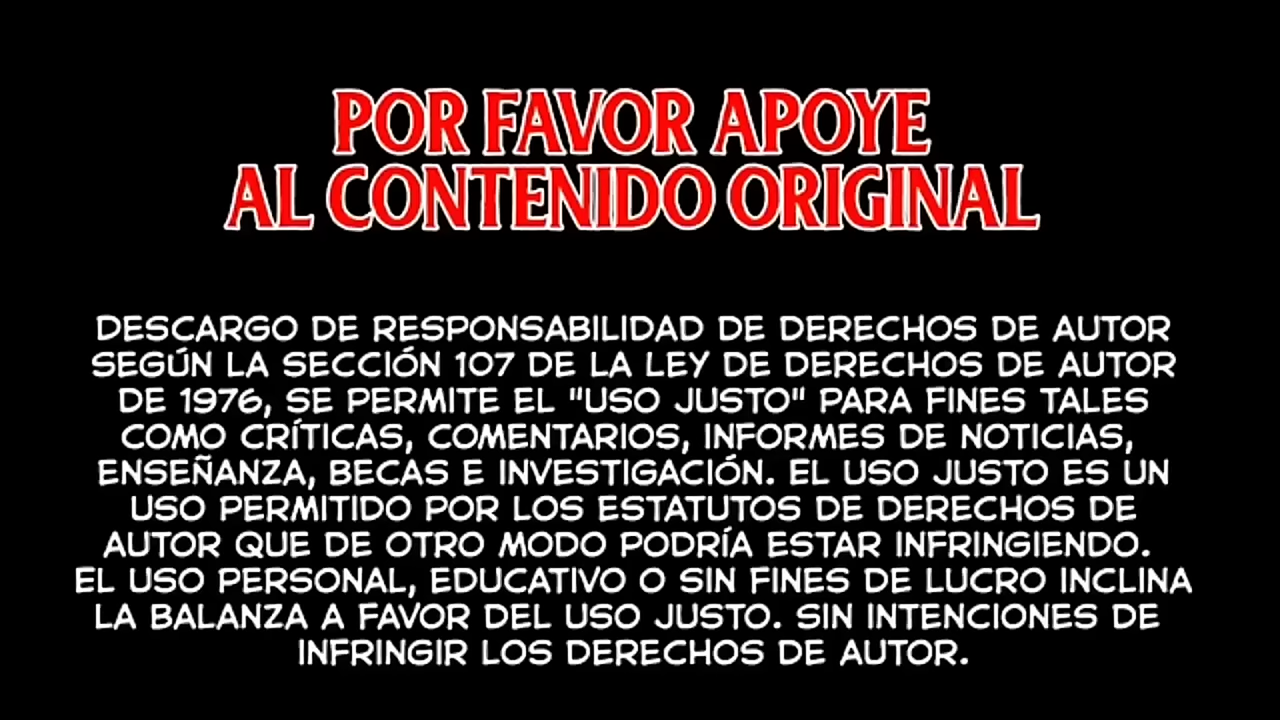 POR FAVOR APOYE
AL CONTENIDO ORIGINAL
DESCARGO DE RESPONSABILIDAD DE DERECHOS DE AUTOR
SEGÚN LA SECCIÓN 107 DE LA LEY DE DERECHOS DE AUTOR
DE 1976, SE PERMITE EL "USO JUSTO" PARA FINES TALES
COMO CRÍTICAS, COMENTARIOS, INFORMES DE NOTICIAS,
ENSEÑANZA, BECAS E INVESTIGACIÓN. EL USO JUSTO ES UN
USO PERMITIDO POR LOS ESTATUTOS DE DERECHOS DE
AUTOR QUE DE OTRO MODO PODRÍA ESTAR INFRINGIENDO.
EL USO PERSONAL, EDUCATIVO O SIN FINES DE LUCRO INCLINA
LA BALANZA A FAVOR DEL USO JUSTO. SIN INTENCIONES DE
INFRINGIR LOS DERECHOS DE AUTOR.